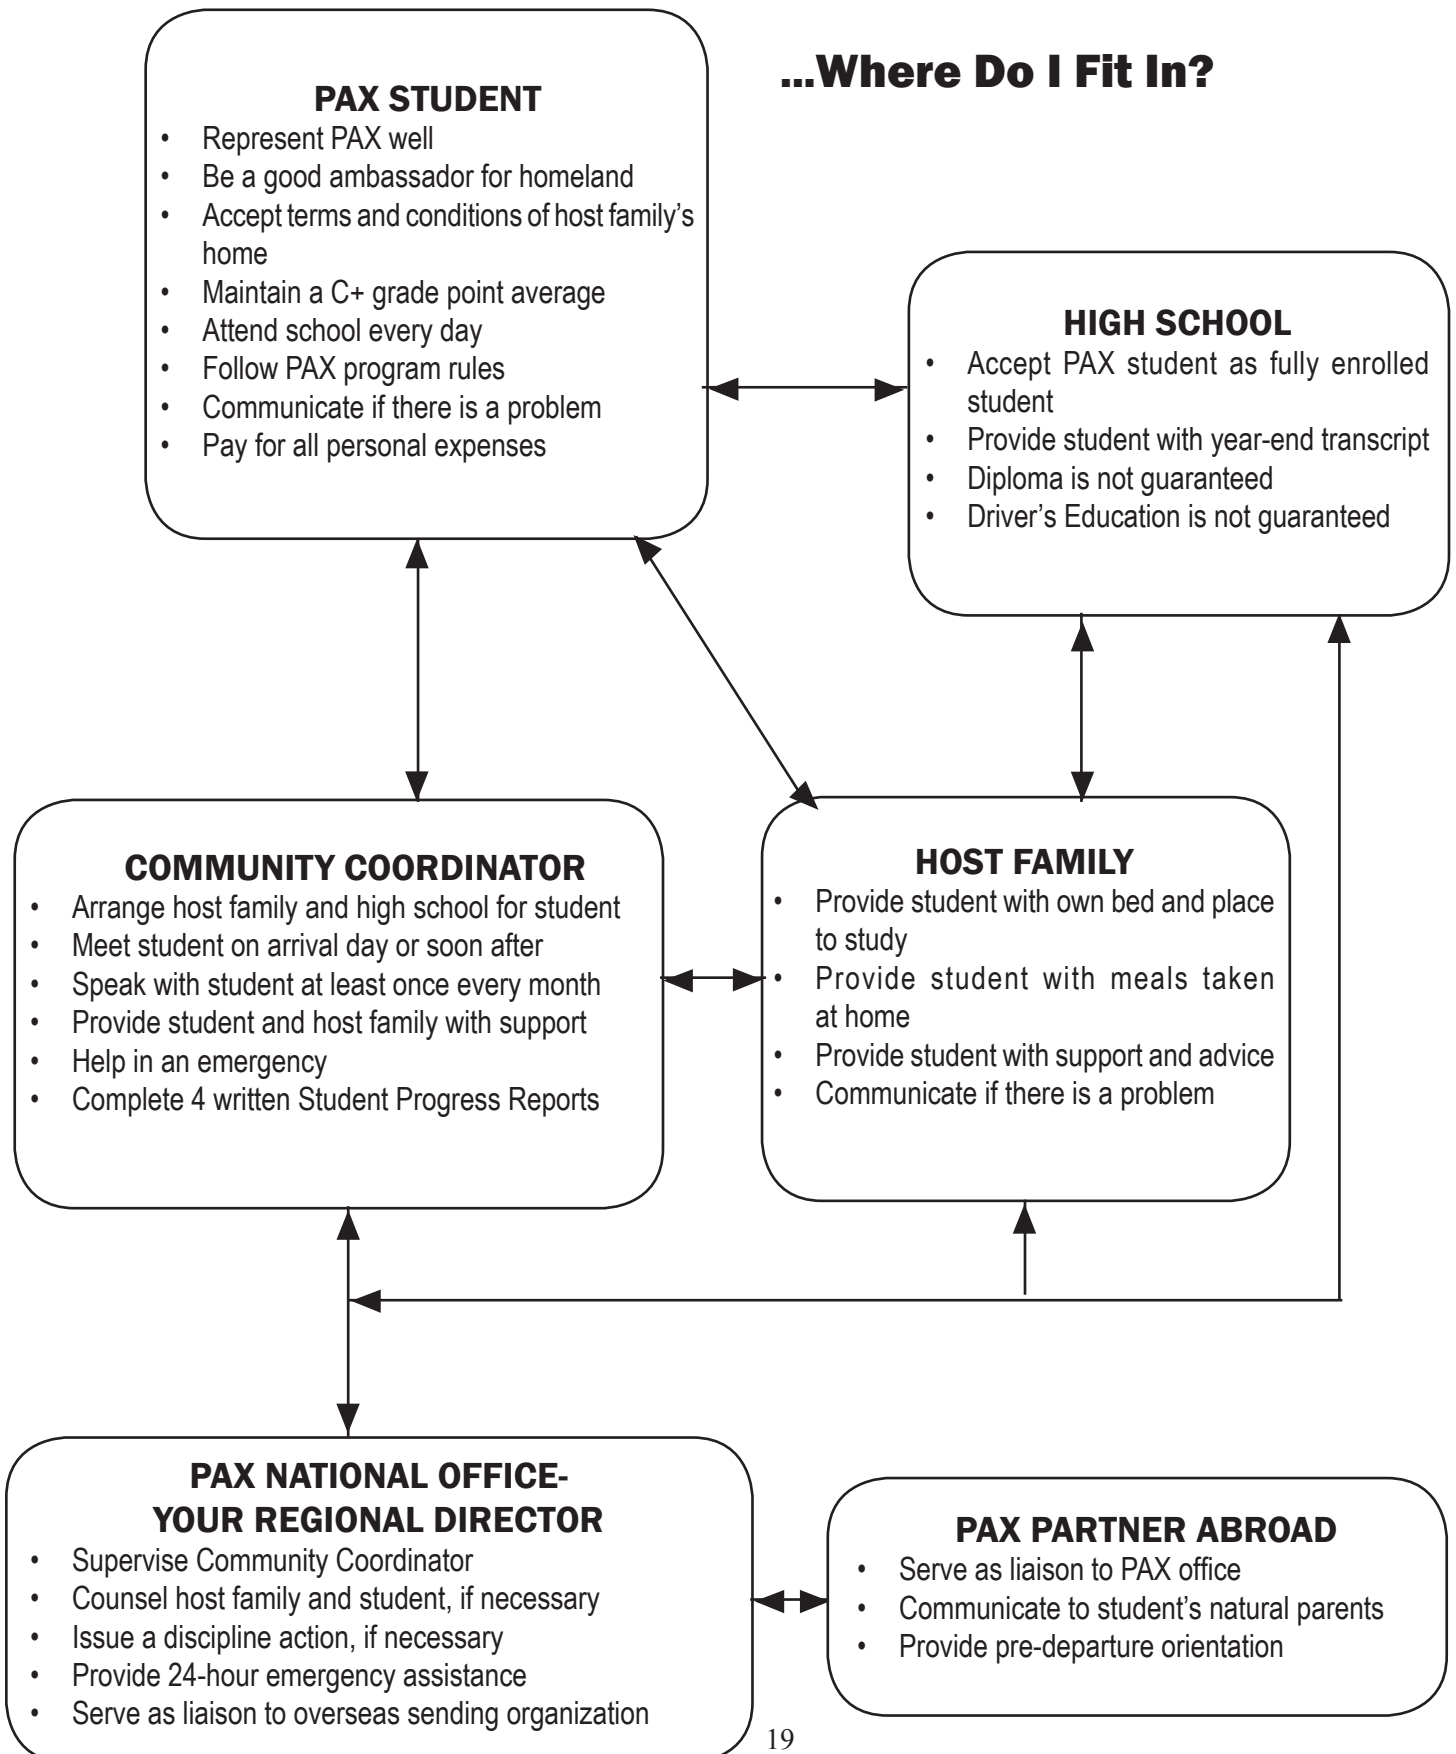 ...Where Do I Fit In?
PAX STUDENT
• Represent PAX well
• Be a good ambassador for homeland
• Accept terms and conditions of host family's
home
• Maintain a C+ grade point average
• Attend school every day
• Follow PAX program rules
• Communicate if there is a problem
• Pay for all personal expenses
HIGH SCHOOL
• Accept PAX student as fully enrolled
student
• Provide student with year-end transcript
• Diploma is not guaranteed
• Driver's Education is not guaranteed
COMMUNITY COORDINATOR
• Arrange host family and high school for student
• Meet student on arrival day or soon after
• Speak with student at least once every month
• Provide student and host family with support
• Help in an emergency
• Complete 4 written Student Progress Reports
HOST FAMILY
• Provide student with own bed and place
to study
• Provide student with meals taken
at home
• Provide student with support and advice
• Communicate if there is a problem
PAX NATIONAL OFFICE-
YOUR REGIONAL DIRECTOR
• Supervise Community Coordinator
• Counsel host family and student, if necessary
• Issue a discipline action, if necessary
• Provide 24-hour emergency assistance
• Serve as liaison to overseas sending organization
PAX PARTNER ABROAD
• Serve as liaison to PAX office
• Communicate to student's natural parents
• Provide pre-departure orientation
19